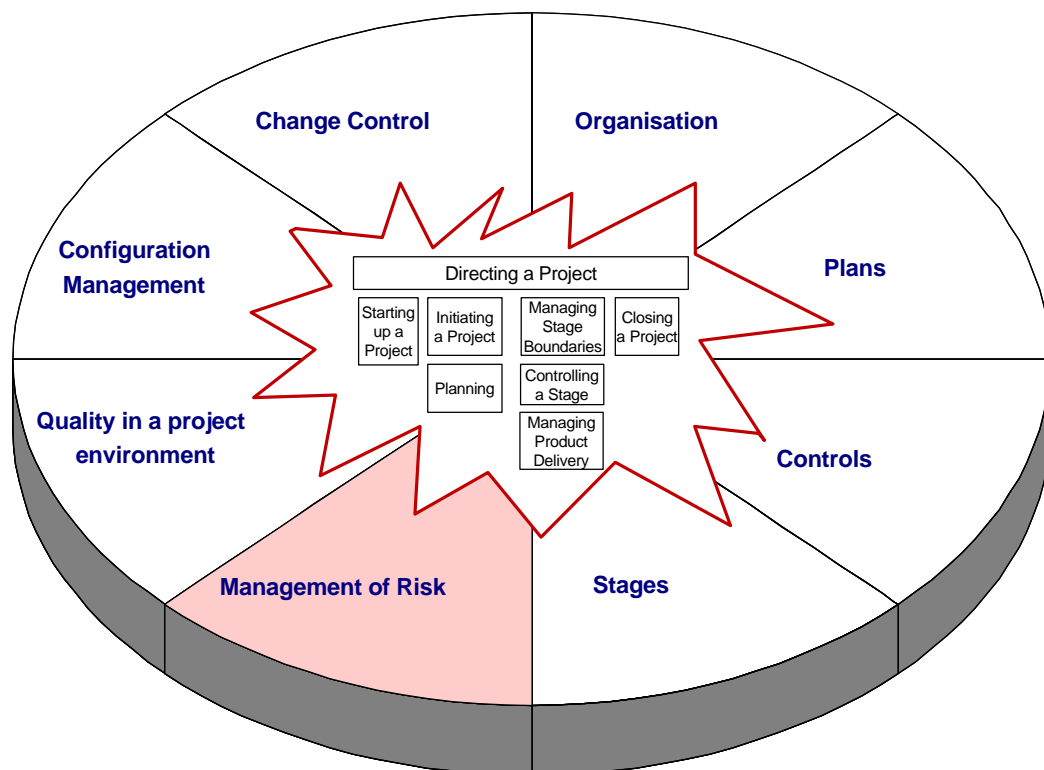 Change Control
Organisation
Configuration
Management
Plans
Directing a Project
Starting
up a
Project
Initiating
a Project
Managing
Stage
Boundaries
Closing
a Project
Planning
Controlling
a Stage
Managing
Product
Delivery
Quality in a project
environment
Controls
Management of Risk
Stages